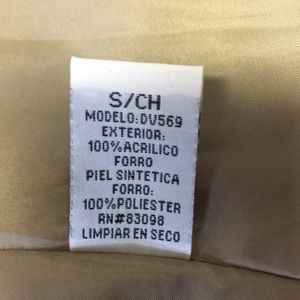 S/CH
MODELO:DV569
EXTERIOR:
100%ACRILICO
FORRO
PIEL SINTETICA
FORRO:
100%POLIESTER
RN#83098
LIMPIAR EN SECO